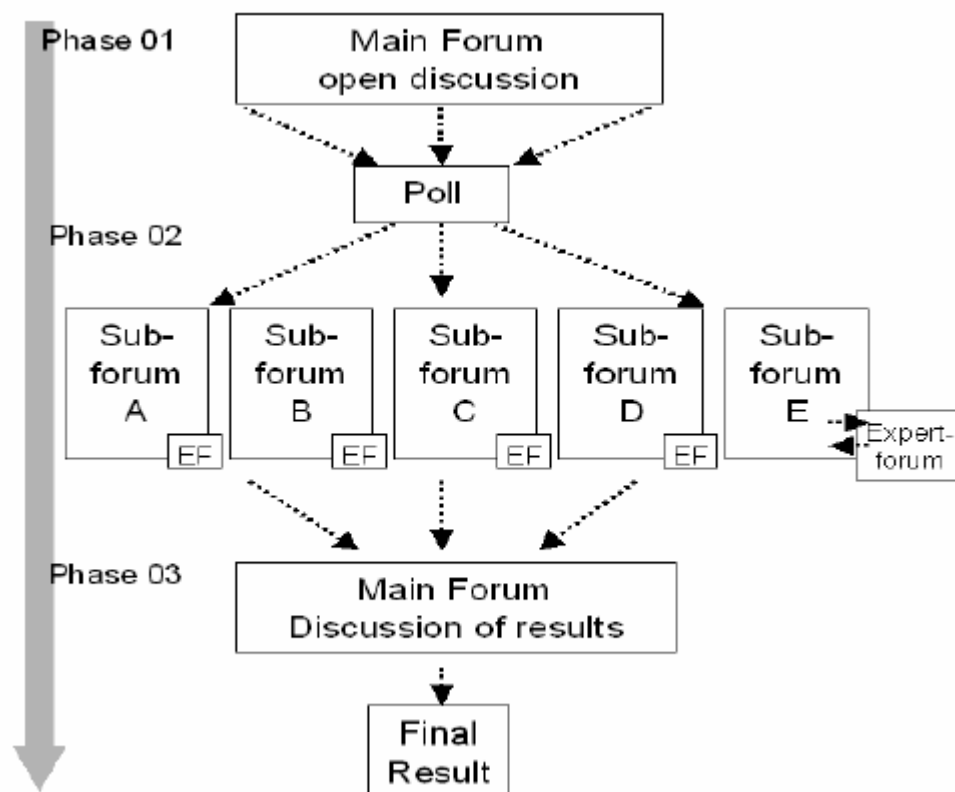 Phase 01
Main Forum
open discussion
Poll
Phase 02
Sub-
forum
A
EF
Sub-
forum
B
EF
Sub-
forum
C
EF
Sub-
forum
D
EF
Sub-
forum
E
Expert-
forum
Phase 03
Main Forum
Discussion of results
Final
Result